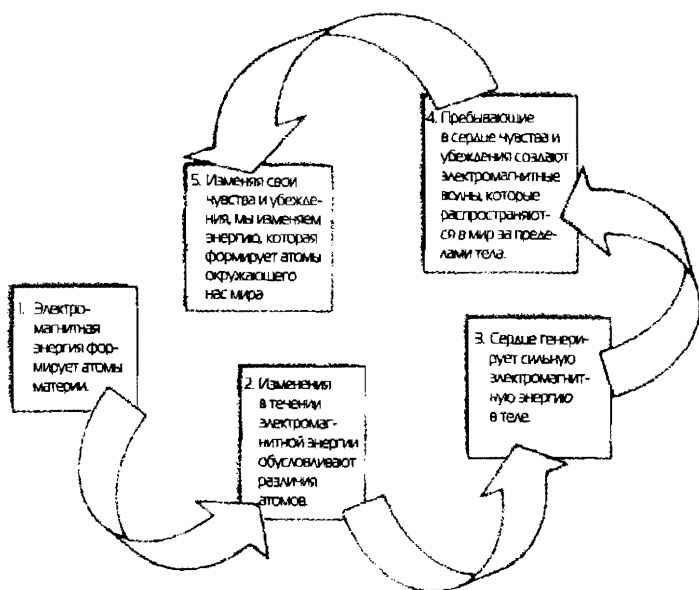 1. Электро-
магнитная
энергия фор-
мирует атомы
материи.
2. Изменения
в течении
электромаг-
нитной энергии
обусловливают
различия
атомов.
3. Сердце генери-
рует сильную
электромагнит-
ную энергию
в теле.
4. Пребывающие
в сердце чувства и
убеждения создают
электромагнитные
волны, которые
распространяют-
ся в мир за преде-
лами тела.
5. Изменяя свои
чувства и убежде-
ния, мы изменяем
энергию, которая
формирует атомы
окружающего
нас мира